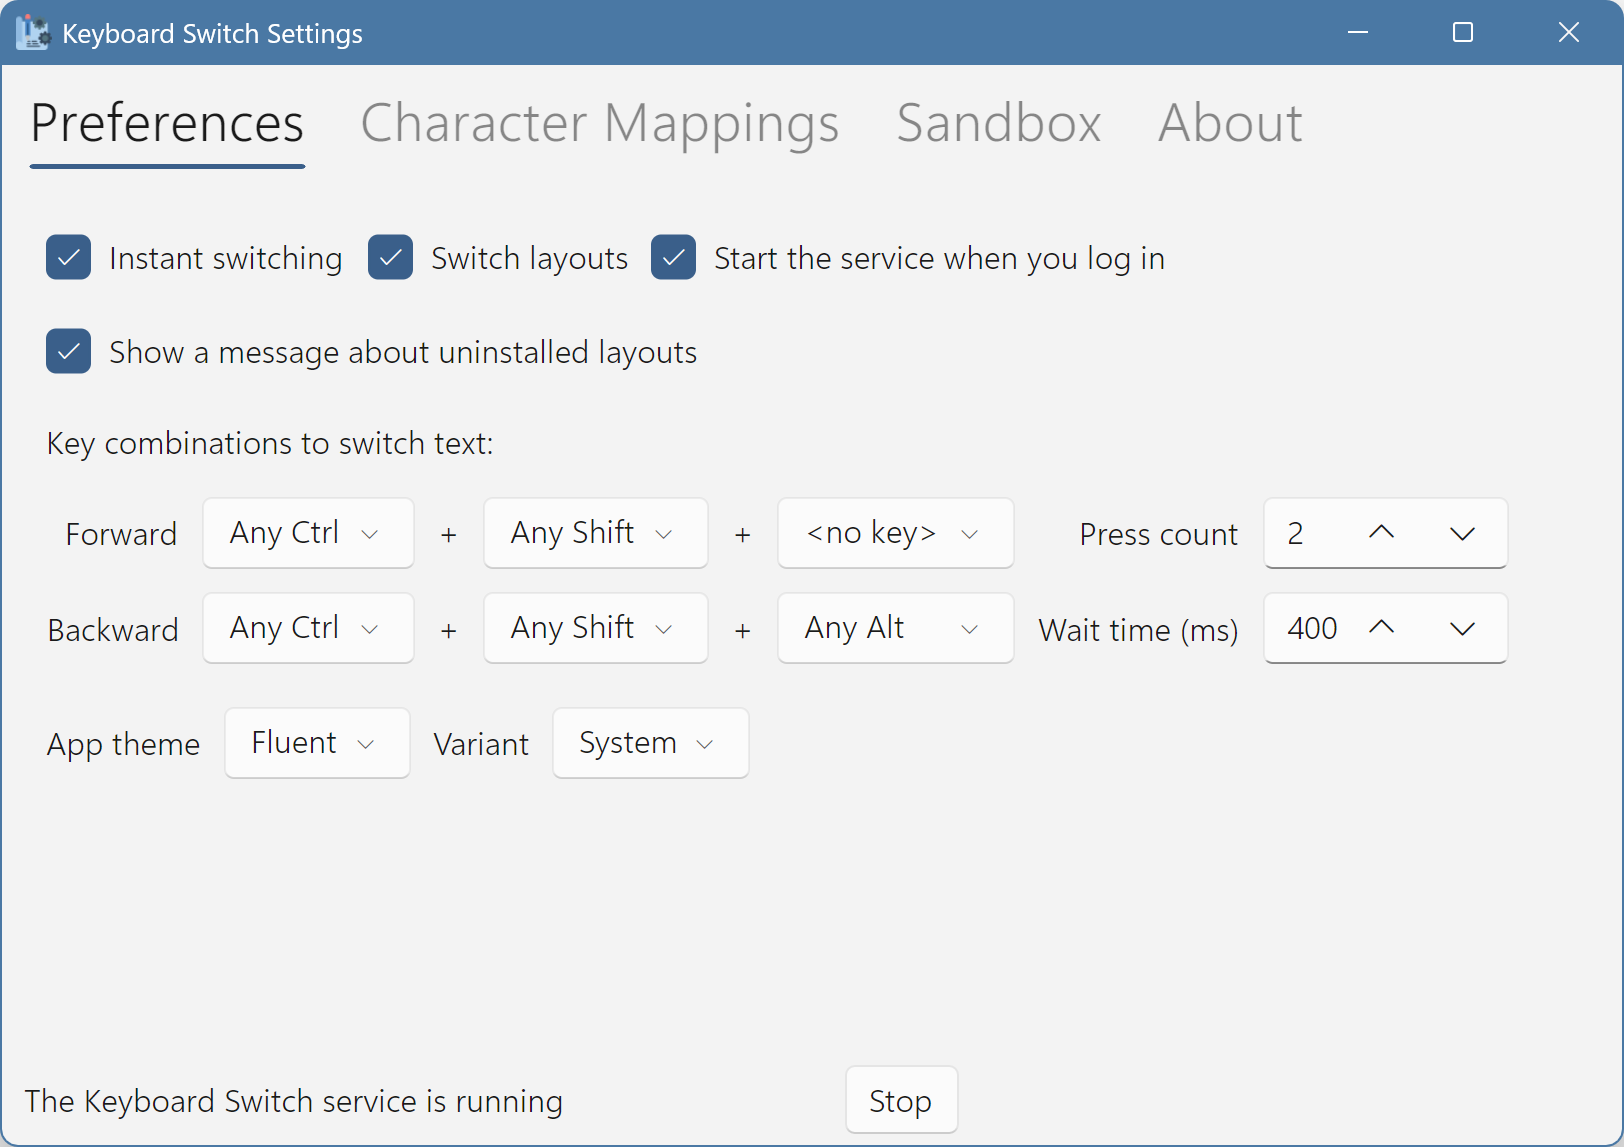 Keyboard Switch Settings
Preferences Character Mappings Sandbox About
Instant switching Switch layouts Start the service when you log in
Show a message about uninstalled layouts
Key combinations to switch text:
Forward Any Ctrl + Any Shift + <no key> Press count 2
Backward Any Ctrl + Any Shift + Any Alt Wait time (ms) 400
App theme Fluent Variant System
The Keyboard Switch service is running Stop